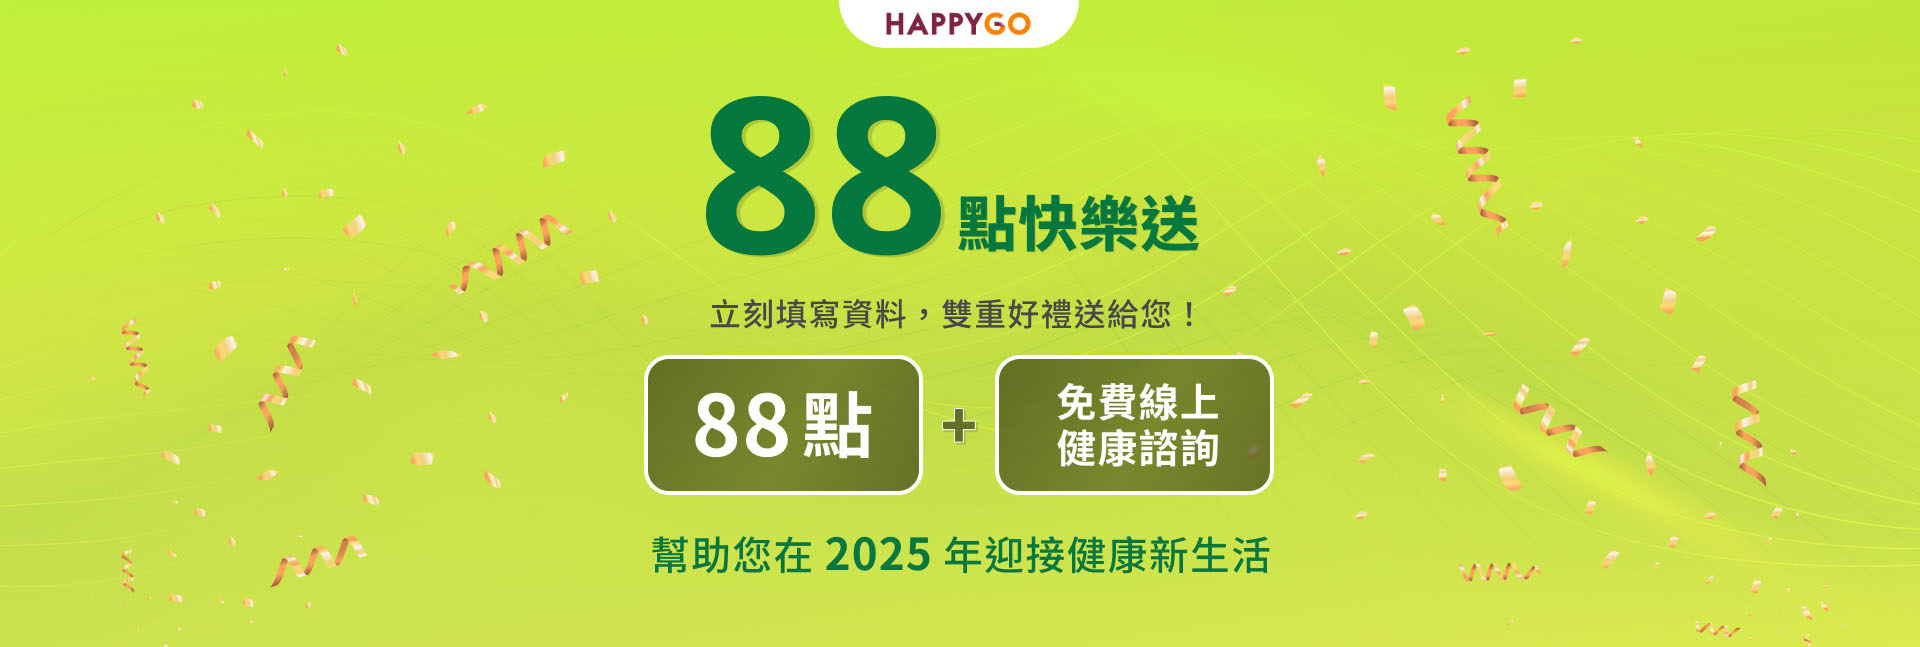 HAPPYGO
88點快樂送
立刻填寫資料，雙重好禮送給您！
88點
+
免費線上
健康諮詢
幫助您在 2025 年迎接健康新生活